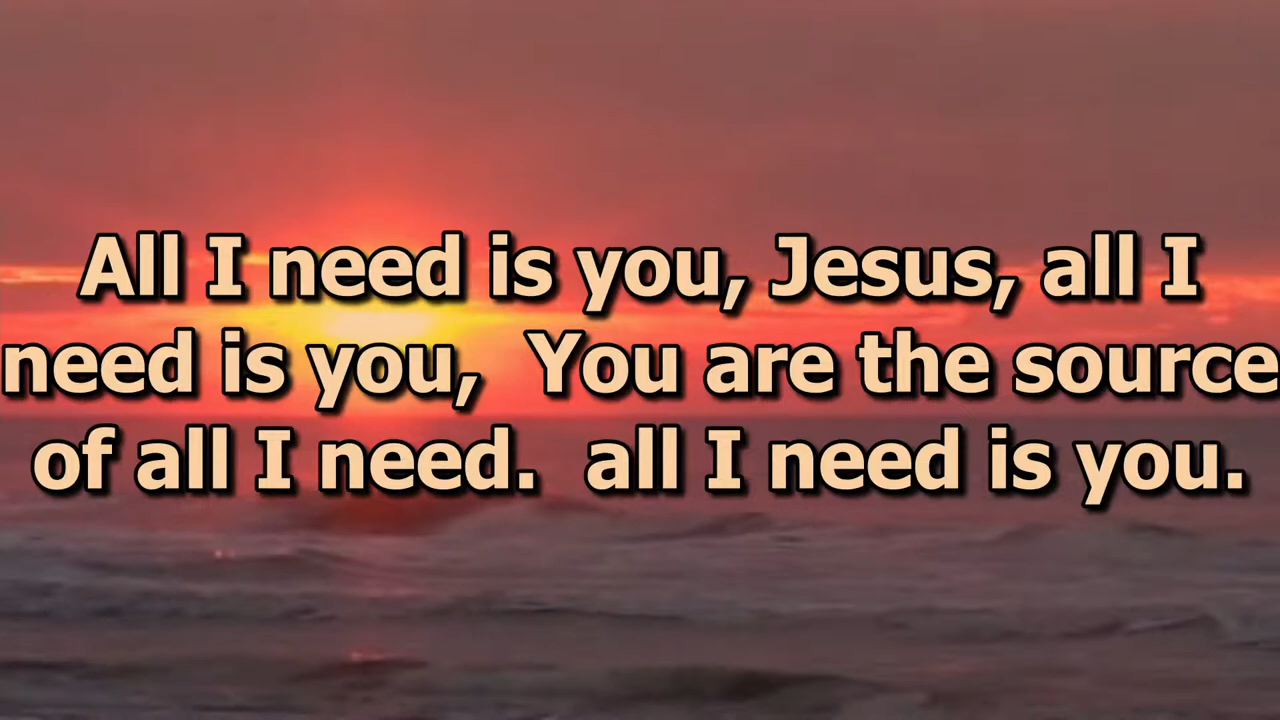 All I need is you, Jesus, all I
need is you,  You are the source
of all I need.  all I need is you.